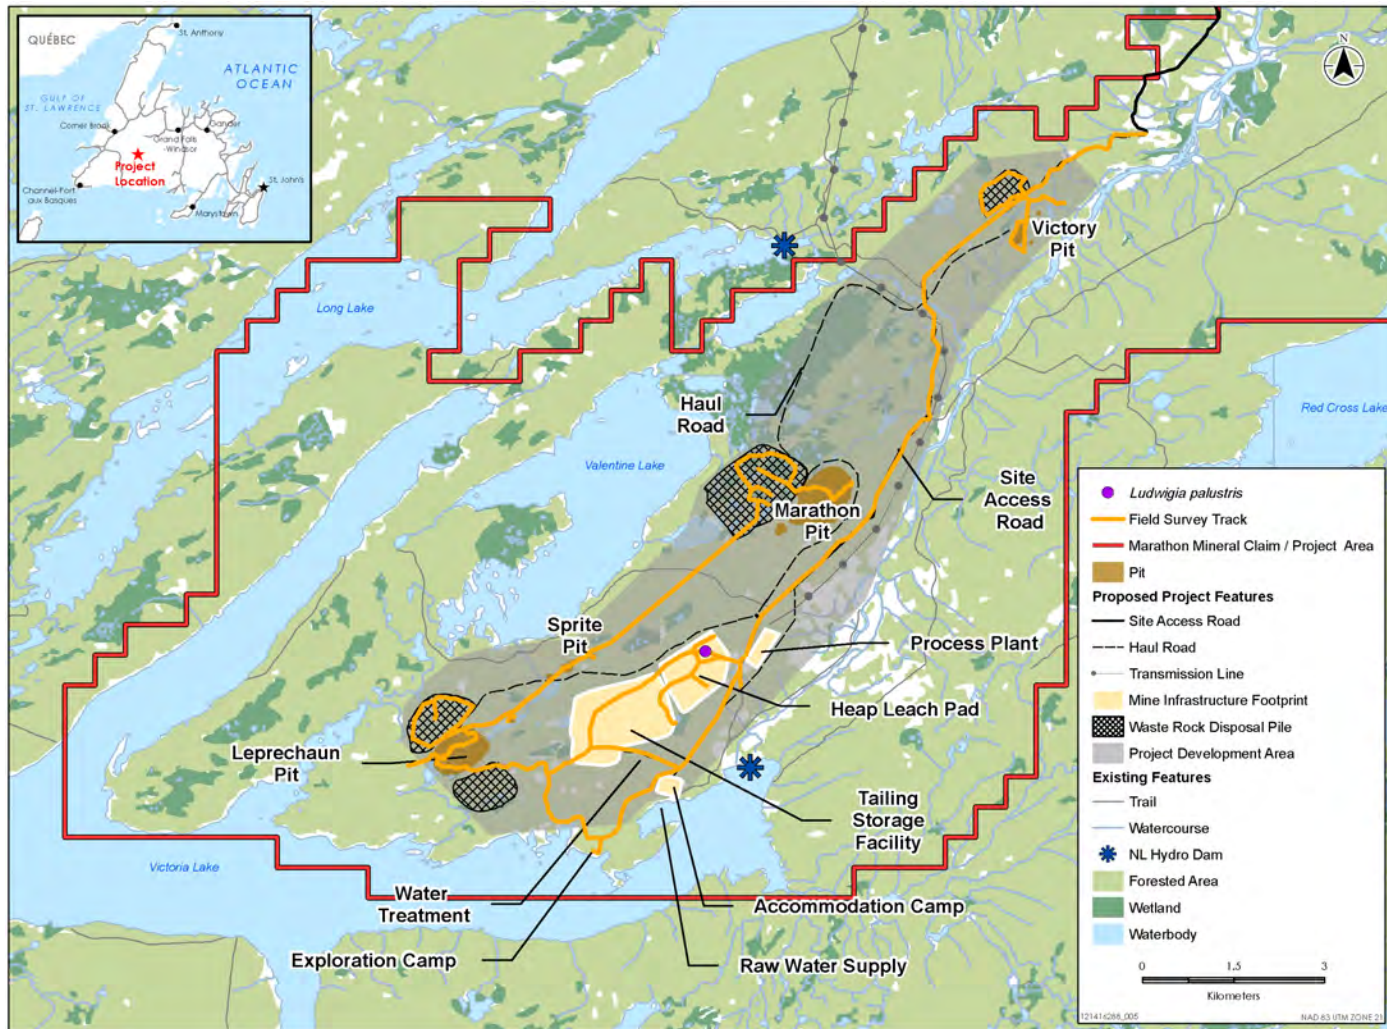 QUÉBEC
St. Anthony
ATLANTIC
OCEAN
GULF OF
ST. LAWRENCE
Corner Brook
Gander
Grand Falls
-Windsor
Project
Location
St. John's
Channel-Port
aux Basques
Marystown
N
Long Lake
Victory
Pit
Haul
Road
Red Cross Lake
Valentine Lake
Site
Access
Road
Marathon
Pit
Sprite
Pit
Process Plant
Heap Leach Pad
Leprechaun
Pit
Tailing
Storage
Facility
Victoria Lake
Water
Treatment
Accommodation Camp
Exploration Camp
Raw Water Supply
Ludwigia palustris
Field Survey Track
Marathon Mineral Claim / Project Area
Pit
Proposed Project Features
Site Access Road
Haul Road
Transmission Line
Mine Infrastructure Footprint
Waste Rock Disposal Pile
Project Development Area
Existing Features
Trail
Watercourse
NL Hydro Dam
Forested Area
Wetland
Waterbody
0 1.5 3
Kilometers
121416288_005 NAD 83 UTM ZONE 21